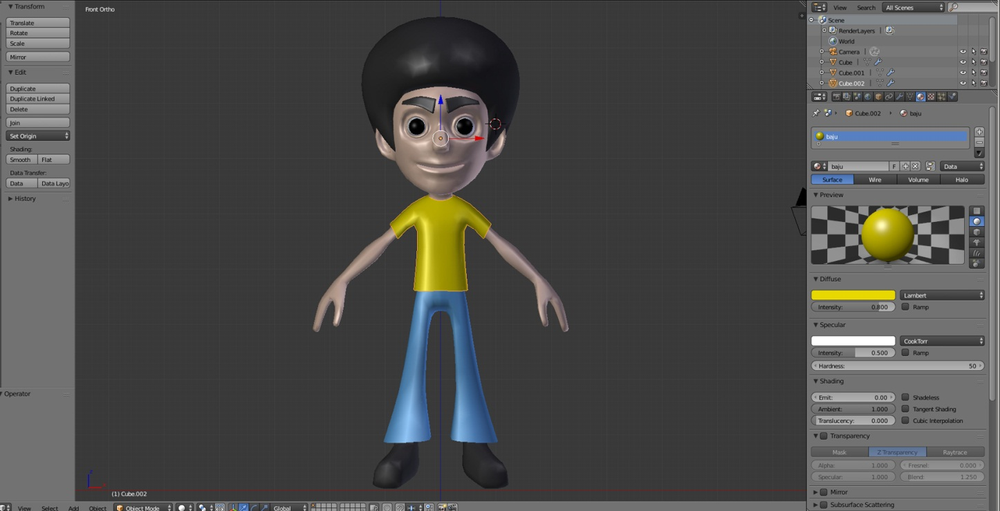 Transform
Translate
Rotate
Scale
Mirror
Edit
Duplicate
Duplicate Linked
Delete
Join
Set Origin
Shading:
Smooth Flat
Data Transfer:
Data Data Layo
History
Operator
Front Ortho
(1) Cube.002
View Select Add Object Object Mode Global
View Search All Scenes
Scene
RenderLayers
World
Camera
Cube
Cube.001
Cube.002
Cube.002 baju
baju
baju F Data
Surface Wire Volume Halo
Preview
Diffuse
Lambert
Intensity: 0.800 Ramp
Specular
CookTorr
Intensity: 0.500 Ramp
Hardness: 50
Shading
Emit: 0.00 Shadeless
Ambient: 1.000 Tangent Shading
Translucency: 0.000 Cubic Interpolation
Transparency
Mask Z Transparency Raytrace
Alpha: 1.000 Fresnel: 0.000
Specular: 1.000 Blend: 1.250
Mirror
Subsurface Scattering